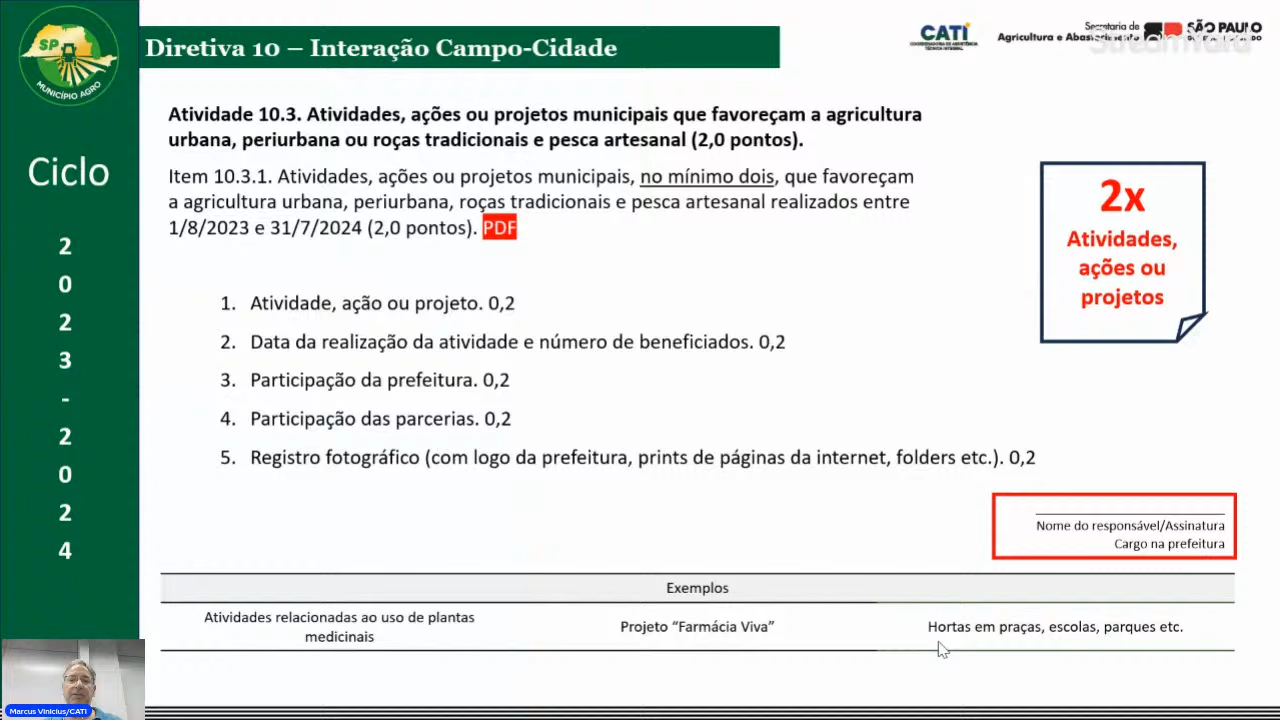 SP
MUNICÍPIO AGRO
Diretiva 10 – Interação Campo-Cidade
CATI
COORDENADORIA DE ASSISTÊNCIA
TÉCNICA INTEGRAL
Secretaria de
Agricultura e Abastecimento
SÃO PAULO
Ciclo
2
0
2
3
-
2
0
2
4
Atividade 10.3. Atividades, ações ou projetos municipais que favoreçam a agricultura
urbana, periurbana ou roças tradicionais e pesca artesanal (2,0 pontos).
Item 10.3.1. Atividades, ações ou projetos municipais, no mínimo dois, que favoreçam
a agricultura urbana, periurbana, roças tradicionais e pesca artesanal realizados entre
1/8/2023 e 31/7/2024 (2,0 pontos). PDF
2x
Atividades,
ações ou
projetos
1. Atividade, ação ou projeto. 0,2
2. Data da realização da atividade e número de beneficiados. 0,2
3. Participação da prefeitura. 0,2
4. Participação das parcerias. 0,2
5. Registro fotográfico (com logo da prefeitura, prints de páginas da internet, folders etc.). 0,2
Nome do responsável/Assinatura
Cargo na prefeitura
Exemplos
Atividades relacionadas ao uso de plantas
medicinais
Projeto “Farmácia Viva”
Hortas em praças, escolas, parques etc.
Marcus Vinicius/CATI